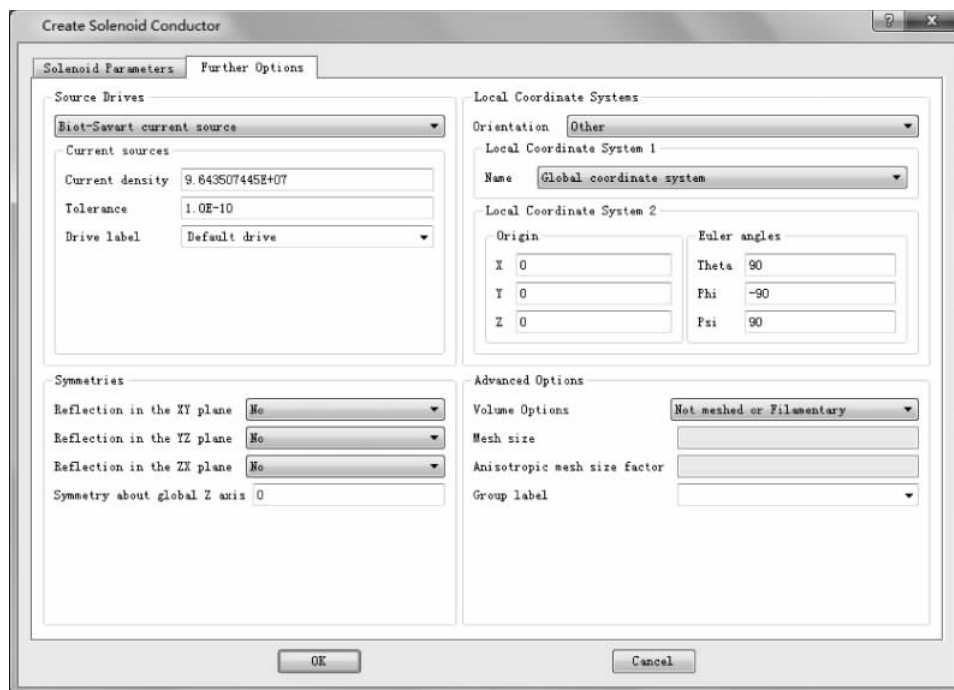 Create Solenoid Conductor
Solenoid Parameters
Further Options
Source Drives
Biot-Savart current source
Current sources
Current density 9.643507445E+07
Tolerance 1.0E-10
Drive label Default drive
Local Coordinate Systems
Orientation Other
Local Coordinate System 1
Name Global coordinate system
Local Coordinate System 2
Origin
X 0
Y 0
Z 0
Euler angles
Theta 90
Phi -90
Psi 90
Symmetries
Reflection in the XY plane No
Reflection in the YZ plane No
Reflection in the ZX plane No
Symmetry about global Z axis 0
Advanced Options
Volume Options Not meshed or Filamentary
Mesh size
Anisotropic mesh size factor
Group label
OK
Cancel